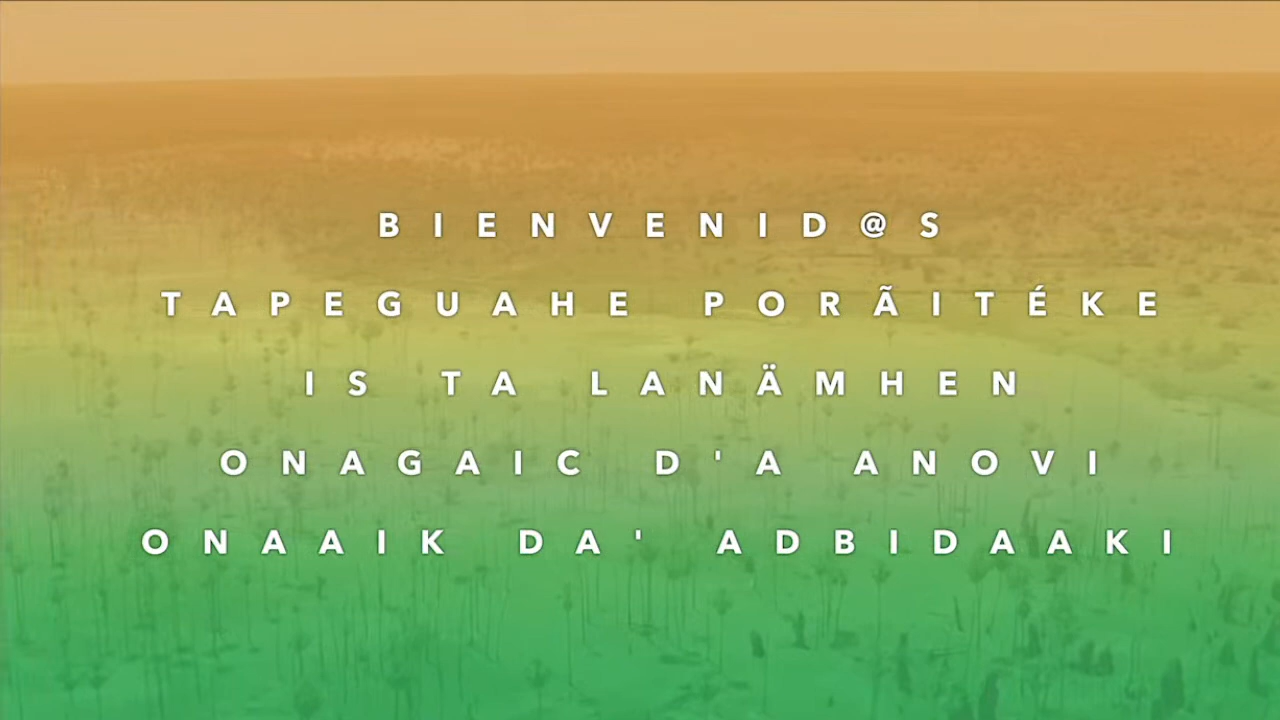 BIENVENID@S
TAPEGUAHE PORÃITÉKE
IS TA LANÄMHEN
ONAGAIC D'A ANOVI
ONAAIK DA' ADBIDAAKI